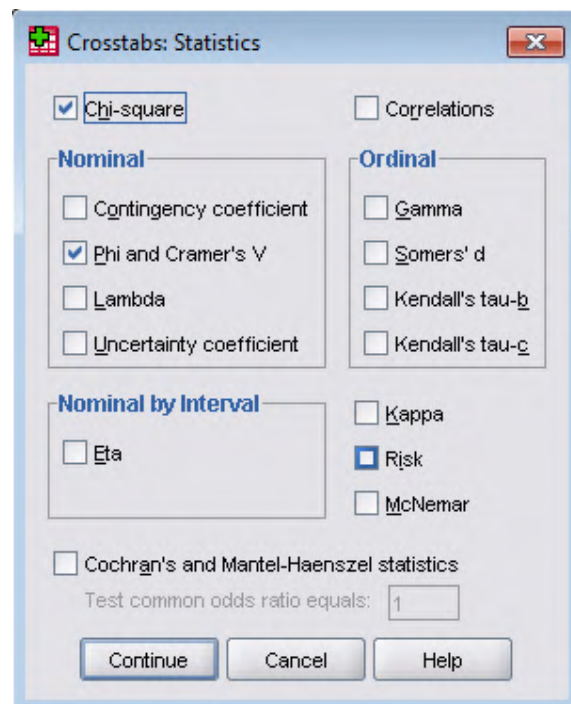 Crosstabs: Statistics
Chi-square
Correlations
Nominal
Contingency coefficient
Phi and Cramer's V
Lambda
Uncertainty coefficient
Ordinal
Gamma
Somers' d
Kendall's tau-b
Kendall's tau-c
Nominal by Interval
Eta
Kappa
Risk
McNemar
Cochran's and Mantel-Haenszel statistics
Test common odds ratio equals: 1
Continue Cancel Help